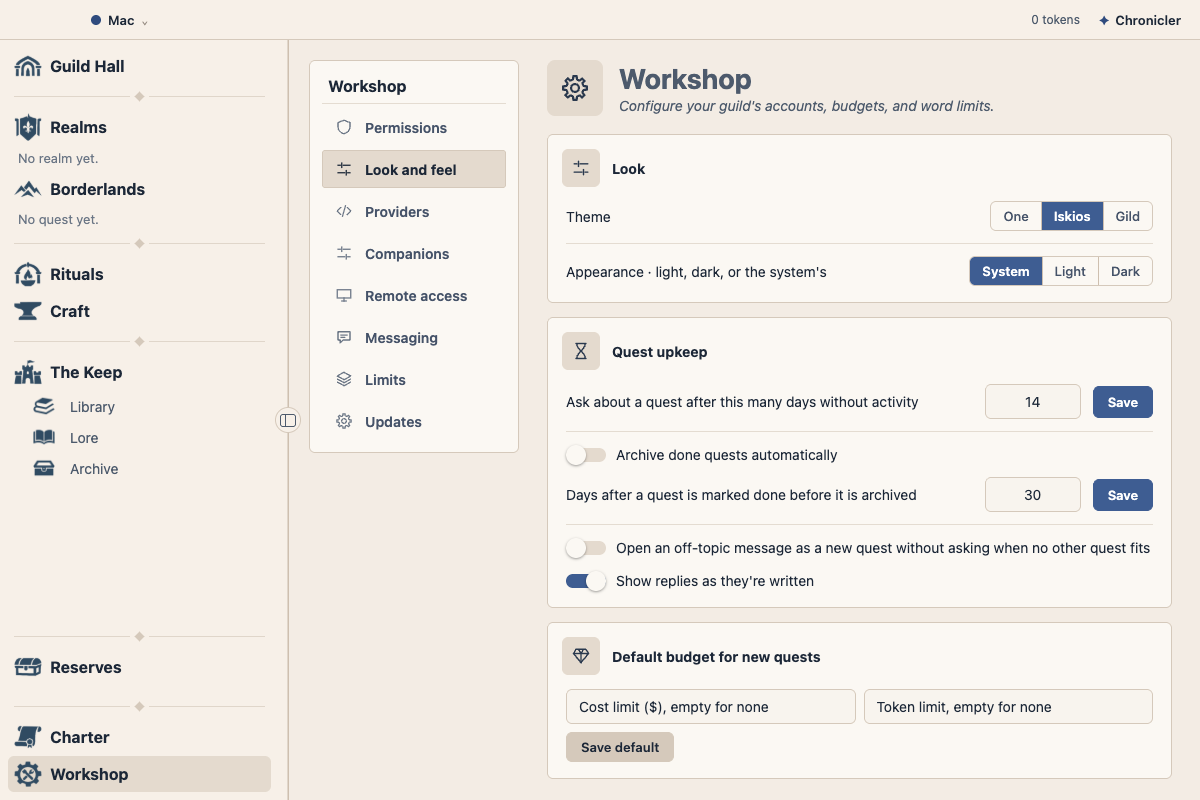 Mac
0 tokens
Chronicler
Guild Hall
Realms
No realm yet.
Borderlands
No quest yet.
Rituals
Craft
The Keep
Library
Lore
Archive
Reserves
Charter
Workshop
Workshop
Permissions
Look and feel
Providers
Companions
Remote access
Messaging
Limits
Updates
Workshop
Configure your guild's accounts, budgets, and word limits.
Look
Theme
One Iskios Gild
Appearance · light, dark, or the system's
System Light Dark
Quest upkeep
Ask about a quest after this many days without activity 14 Save
Archive done quests automatically
Days after a quest is marked done before it is archived 30 Save
Open an off-topic message as a new quest without asking when no other quest fits
Show replies as they're written
Default budget for new quests
Cost limit ($), empty for none Token limit, empty for none
Save default